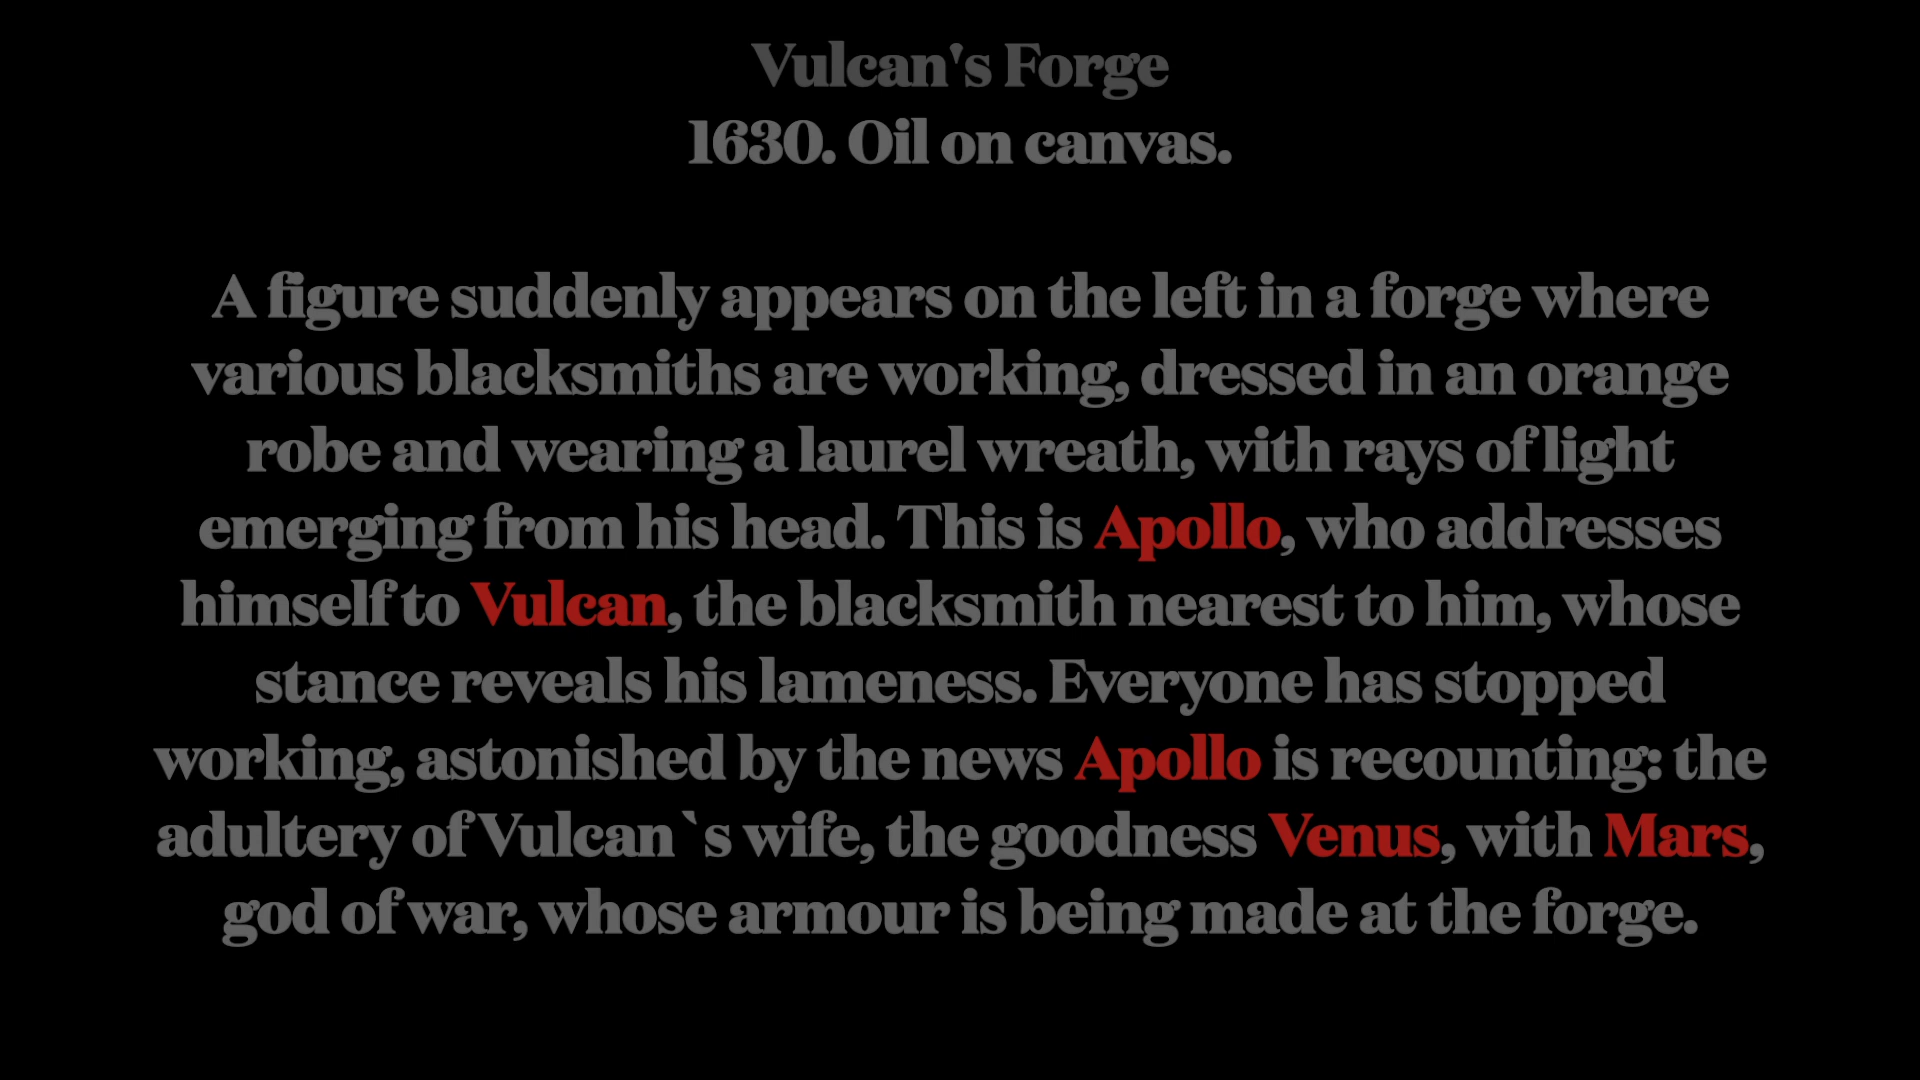 Vulcan's Forge
1630. Oil on canvas.
A figure suddenly appears on the left in a forge where
various blacksmiths are working, dressed in an orange
robe and wearing a laurel wreath, with rays of light
emerging from his head. This is Apollo, who addresses
himself to Vulcan, the blacksmith nearest to him, whose
stance reveals his lameness. Everyone has stopped
working, astonished by the news Apollo is recounting: the
adultery of Vulcan`s wife, the goodness Venus, with Mars,
god of war, whose armour is being made at the forge.